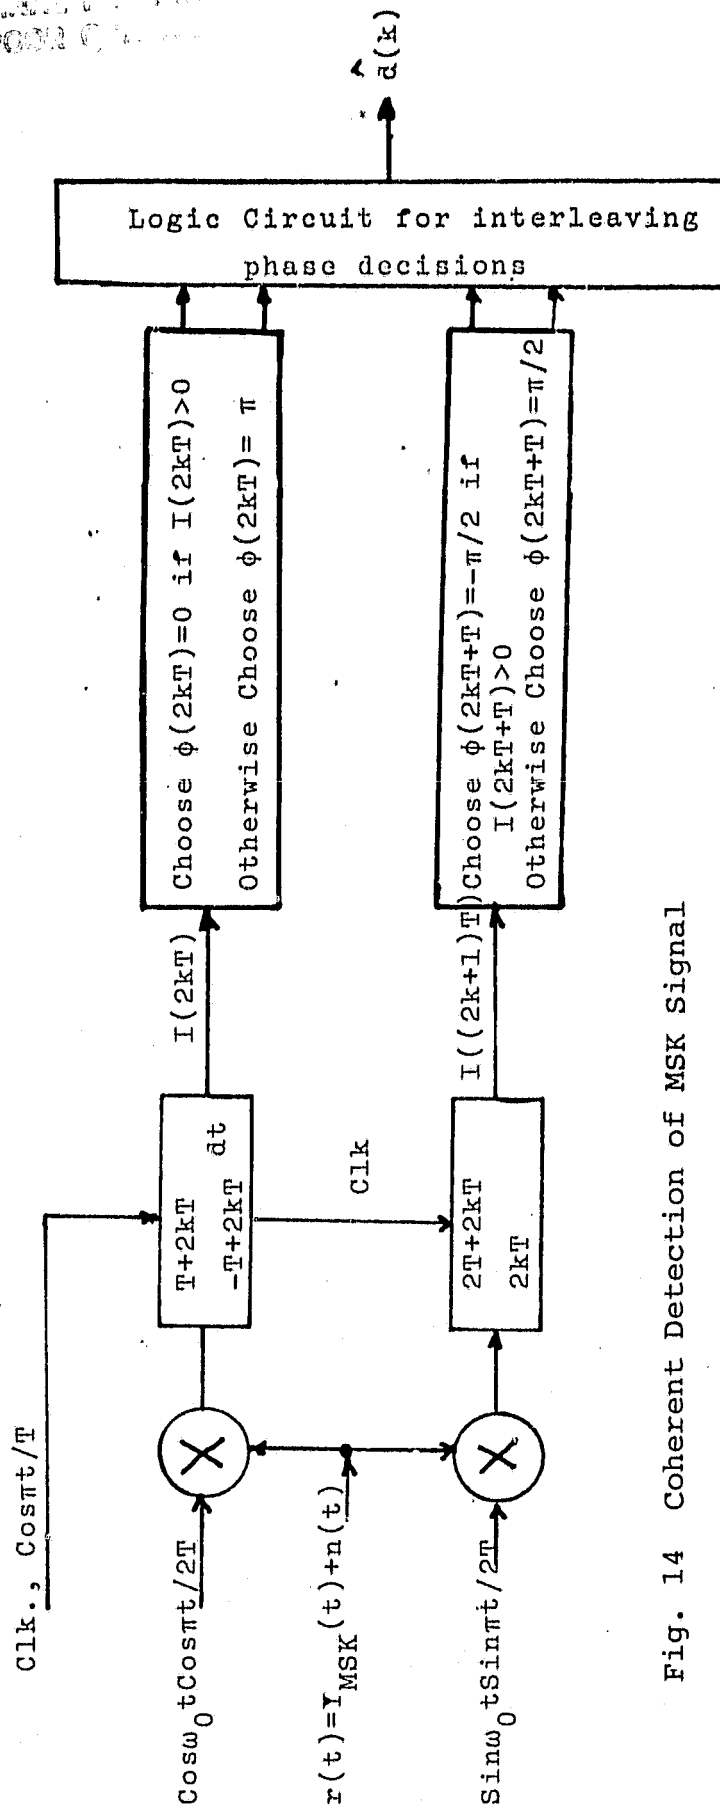 Clk., Cosπt/T
Cosω0tCosπt/2T
r(t)=YMSK(t)+n(t)
Sinω0tSinπt/2T
T+2kT
dt
-T+2kT
Clk
2T+2kT
2kT
I(2kT)
I((2k+1)T)
Choose ϕ(2kT)=0 if I(2kT)>0
Otherwise Choose ϕ(2kT)= π
Choose ϕ(2kT+T)=-π/2 if
I(2kT+T)>0
Otherwise Choose ϕ(2kT+T)=π/2
Logic Circuit for interleaving
phase decisions
d̂(k)
Fig. 14 Coherent Detection of MSK Signal